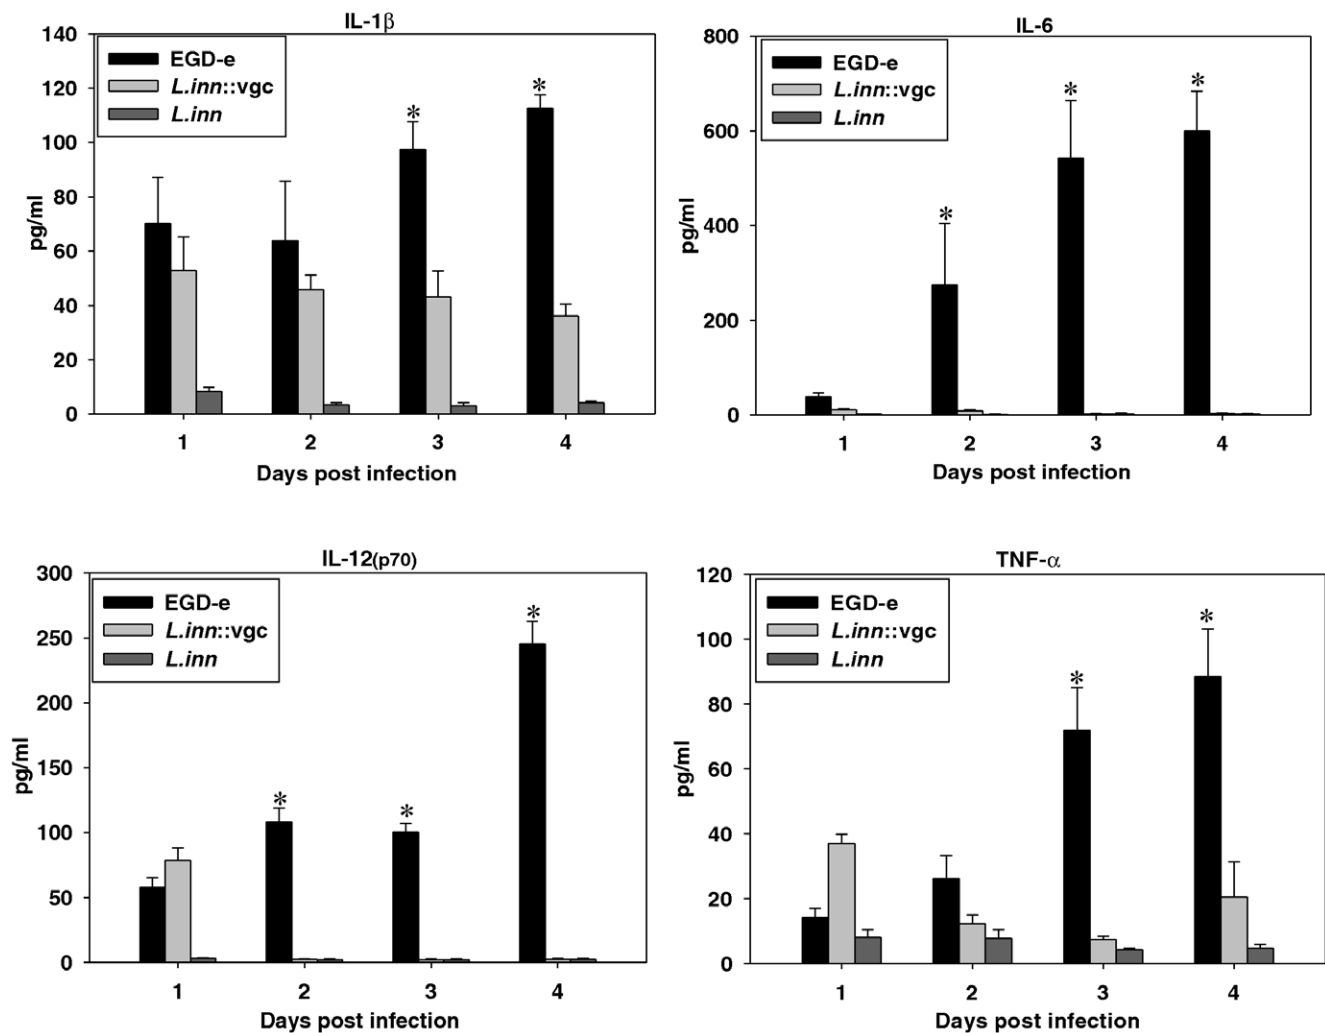 IL-1β
140
120
100
80
60
40
20
0
pg/ml
EGD-e
L.inn::vgc
L.inn
* *
1 2 3 4
Days post infection
IL-6
800
600
400
200
0
pg/ml
EGD-e
L.inn::vgc
L.inn
* * *
1 2 3 4
Days post infection
IL-12(p70)
300
250
200
150
100
50
0
pg/ml
EGD-e
L.inn::vgc
L.inn
* * *
1 2 3 4
Days post infection
TNF-α
120
100
80
60
40
20
0
pg/ml
EGD-e
L.inn::vgc
L.inn
* *
1 2 3 4
Days post infection